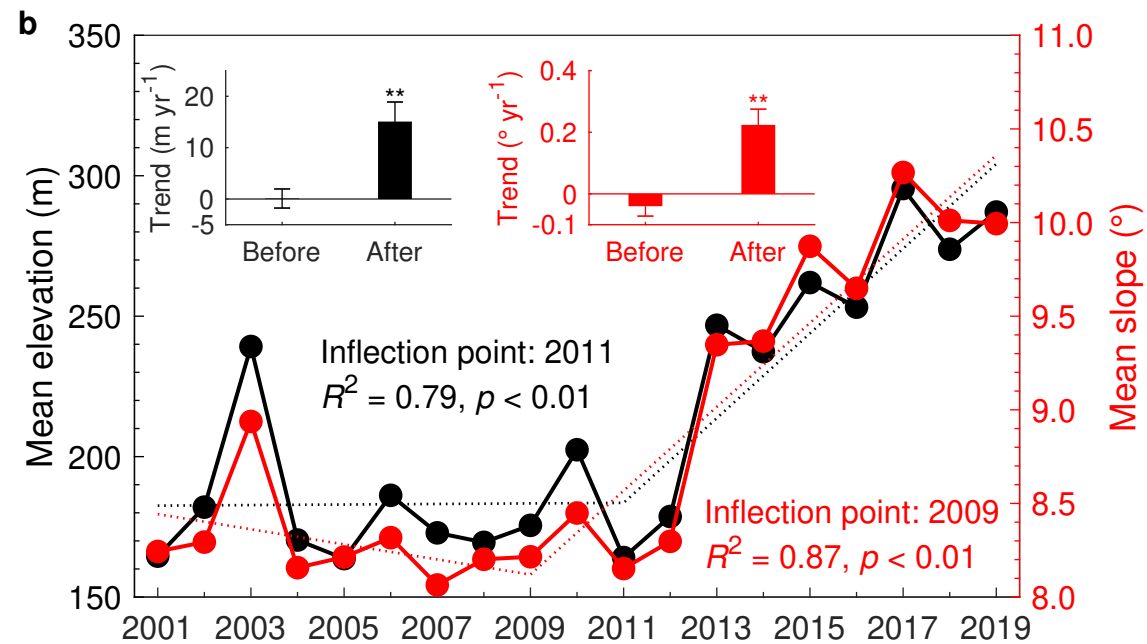 b
350
300
250
200
150
Mean elevation (m)
20
10
0
-5
Trend (m yr⁻¹)
**
Before
After
0.4
0.2
0
-0.1
Trend (° yr⁻¹)
**
Before
After
Inflection point: 2011
R² = 0.79, p < 0.01
Inflection point: 2009
R² = 0.87, p < 0.01
11.0
10.5
10.0
9.5
9.0
8.5
8.0
Mean slope (°)
2001 2003 2005 2007 2009 2011 2013 2015 2017 2019